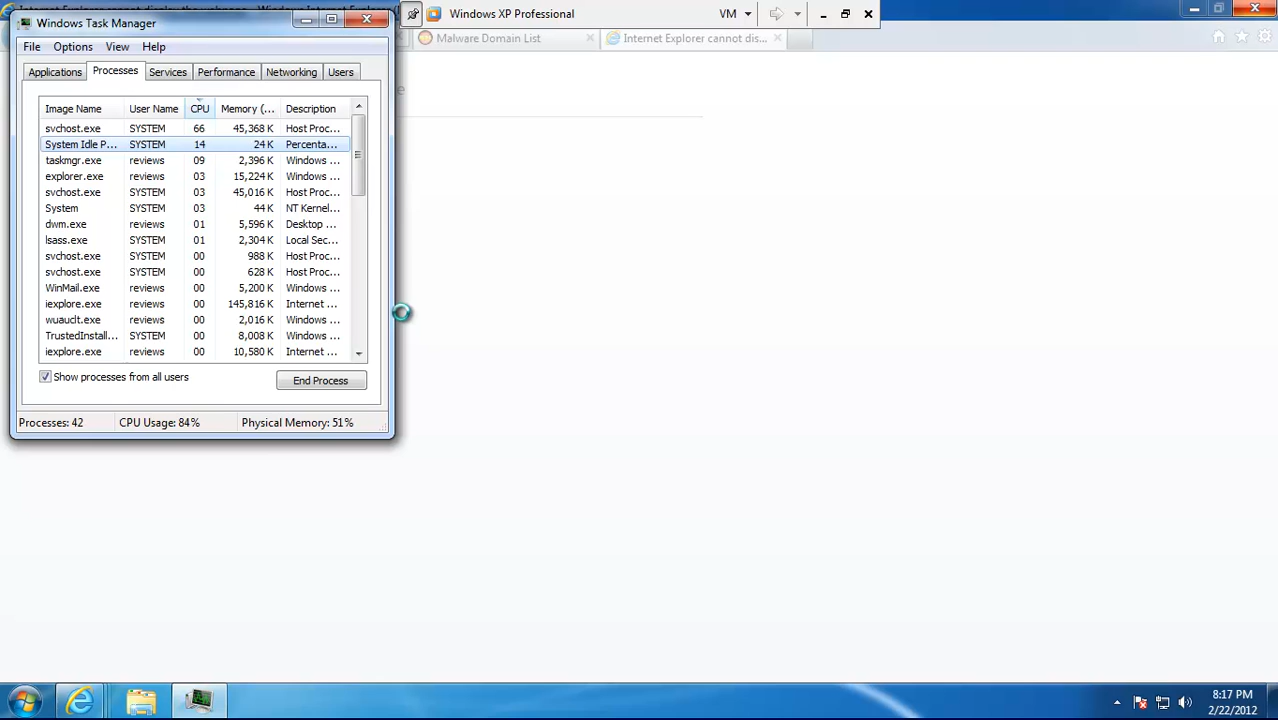 Windows Task Manager
Windows XP Professional
VM
File Options View Help
Malware Domain List
Internet Explorer cannot dis...
Applications Processes Services Performance Networking Users
Image Name User Name CPU Memory (... Description
svchost.exe SYSTEM 66 45,368 K Host Proc...
System Idle P... SYSTEM 14 24 K Percenta...
taskmgr.exe reviews 09 2,396 K Windows ...
explorer.exe reviews 03 15,224 K Windows ...
svchost.exe SYSTEM 03 45,016 K Host Proc...
System SYSTEM 03 44 K NT Kernel...
dwm.exe reviews 01 5,596 K Desktop ...
lsass.exe SYSTEM 01 2,304 K Local Sec...
svchost.exe SYSTEM 00 988 K Host Proc...
svchost.exe SYSTEM 00 628 K Host Proc...
WinMail.exe reviews 00 5,200 K Windows ...
iexplore.exe reviews 00 145,816 K Internet ...
wuauclt.exe reviews 00 2,016 K Windows ...
TrustedInstall... SYSTEM 00 8,008 K Windows ...
iexplore.exe reviews 00 10,580 K Internet ...
Show processes from all users
End Process
Processes: 42 CPU Usage: 84% Physical Memory: 51%
8:17 PM
2/22/2012